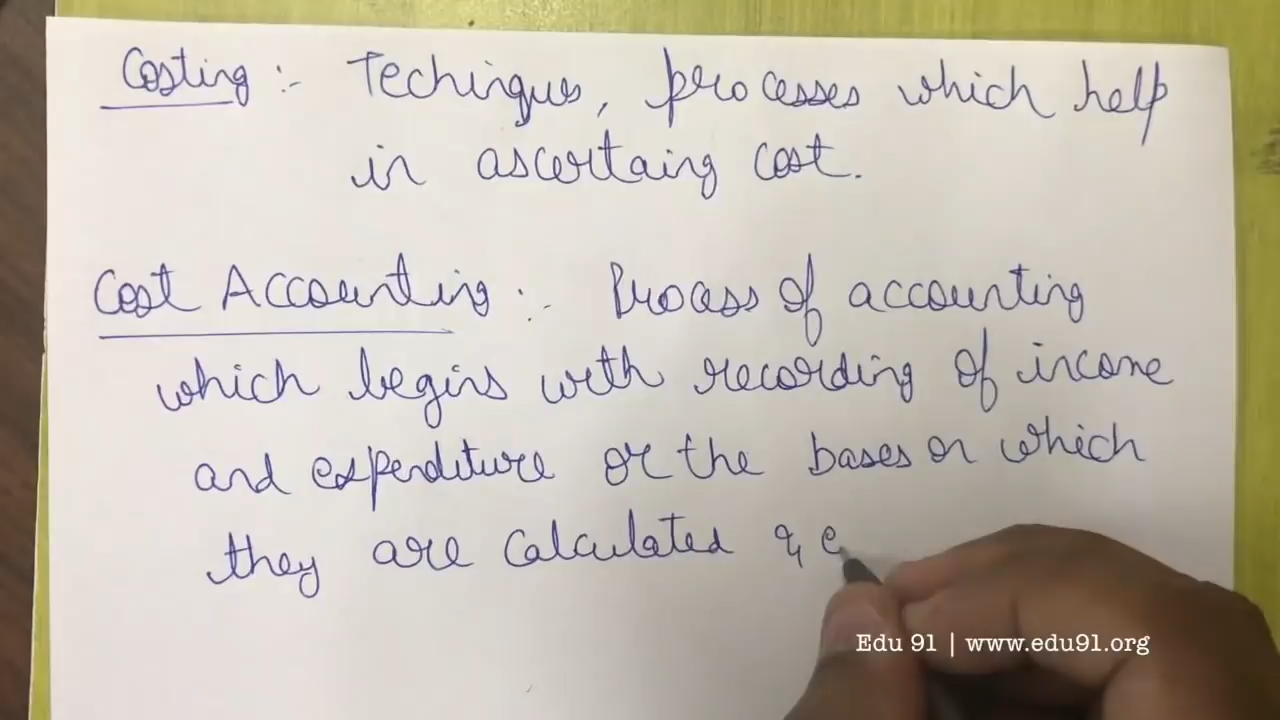 Costing :- Techinques, processes which help
in ascertaing cost.
Cost Accounting :- Process of accounting
which begins with recording of income
and expenditure or the bases on which
they are calculated & e
Edu 91 | www.edu91.org